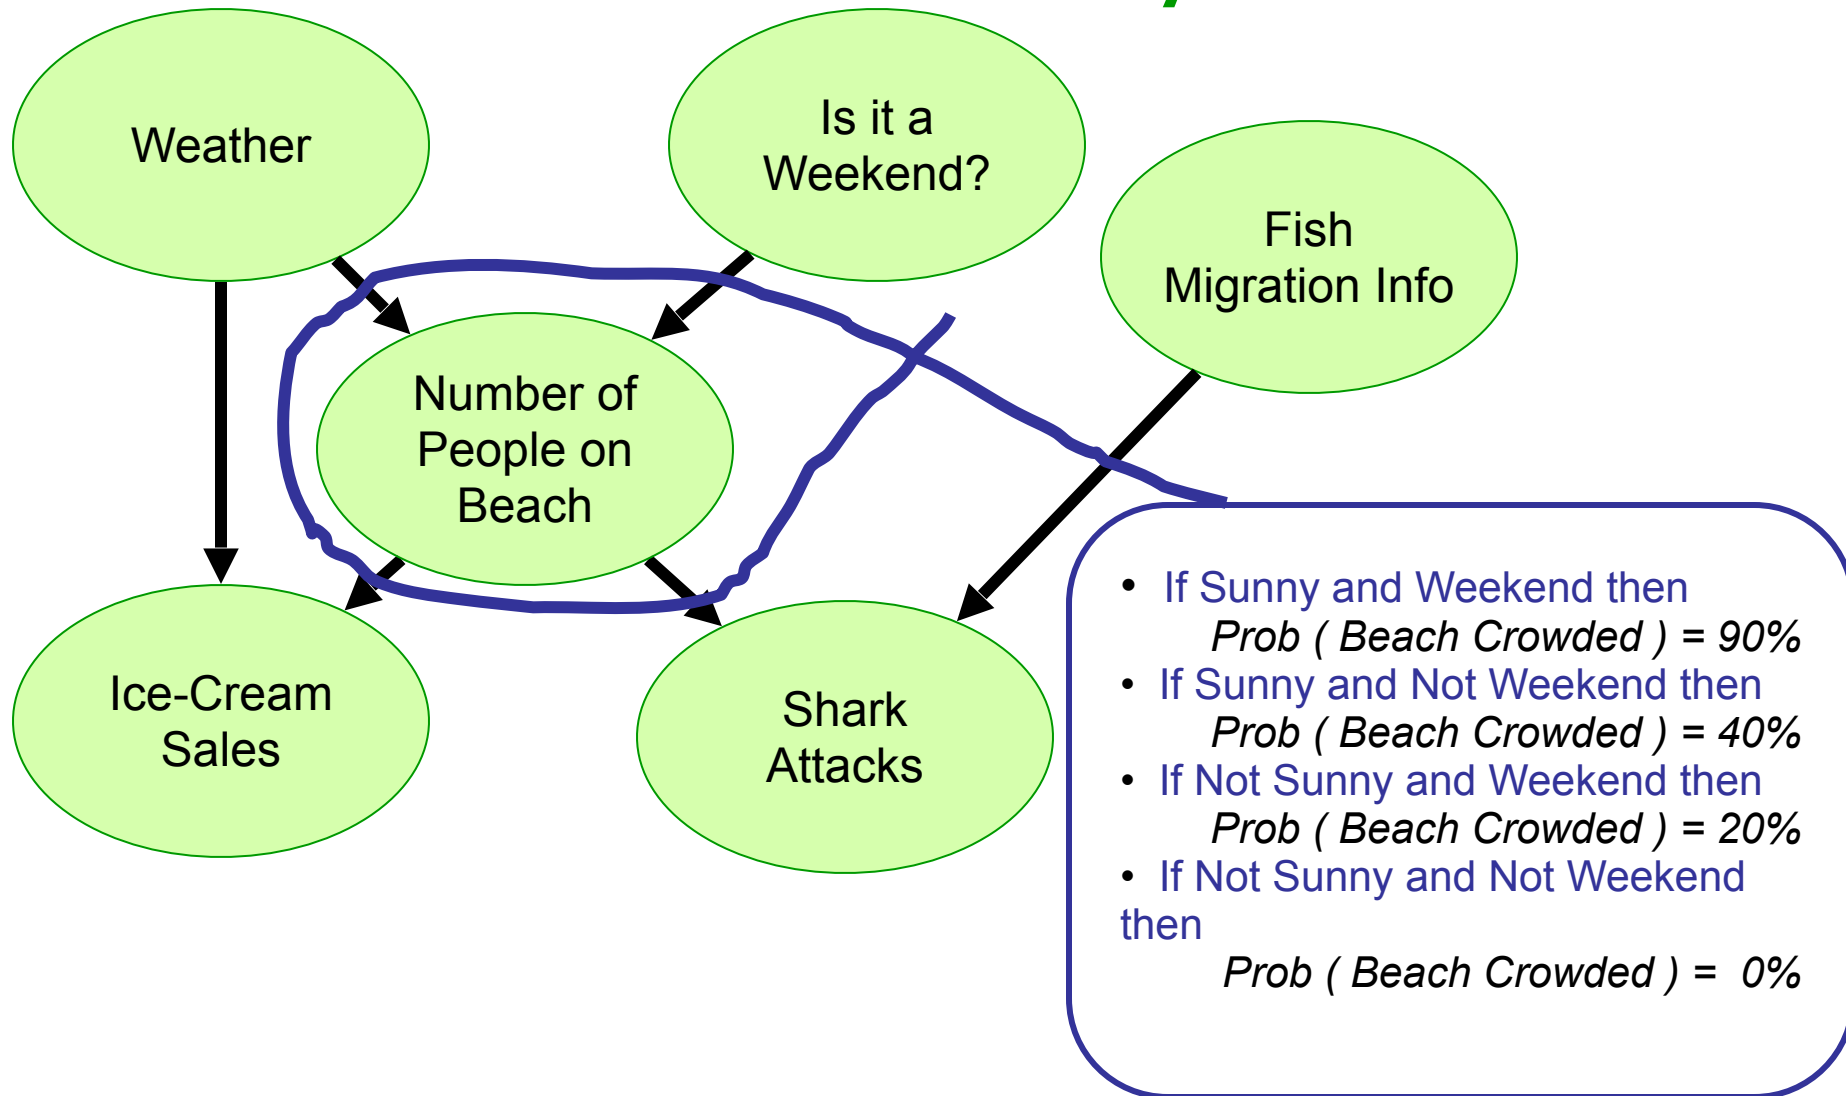 Weather
Is it a
Weekend?
Fish
Migration Info
Number of
People on
Beach
Ice-Cream
Sales
Shark
Attacks
• If Sunny and Weekend then
Prob ( Beach Crowded ) = 90%
• If Sunny and Not Weekend then
Prob ( Beach Crowded ) = 40%
• If Not Sunny and Weekend then
Prob ( Beach Crowded ) = 20%
• If Not Sunny and Not Weekend
then
Prob ( Beach Crowded ) = 0%